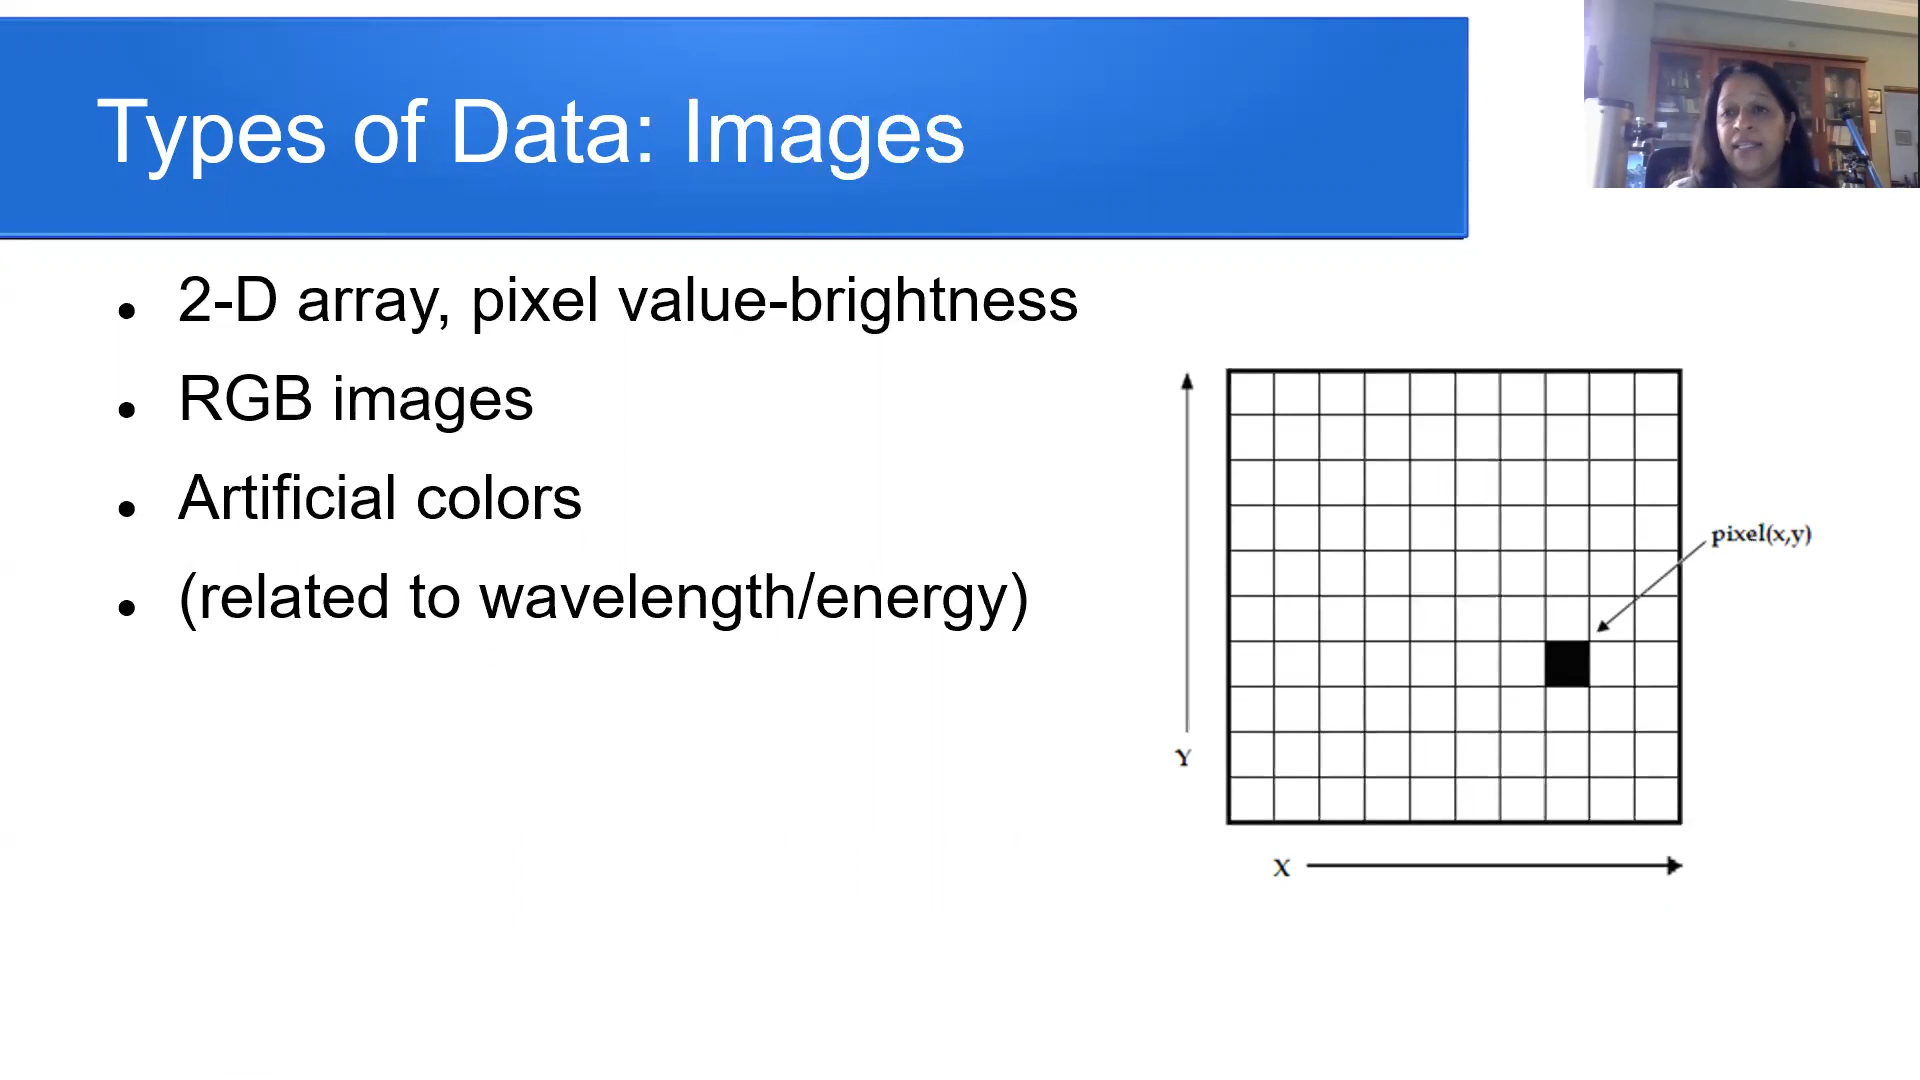 Types of Data: Images
2-D array, pixel value-brightness
RGB images
Artificial colors
(related to wavelength/energy)
pixel(x,y)
Y
X